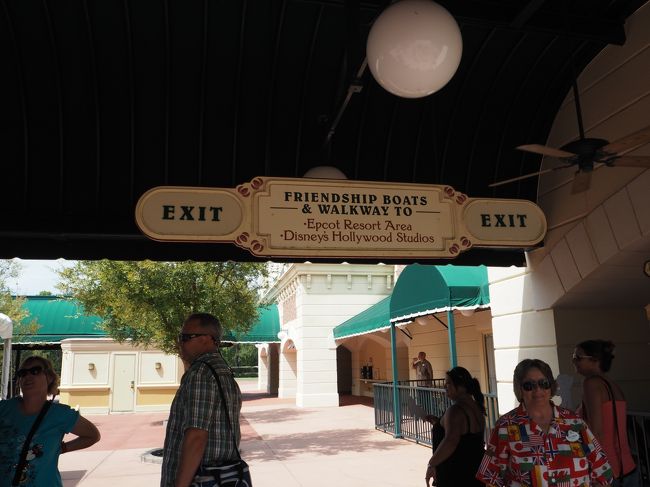 EXIT
FRIENDSHIP BOATS
& WALKWAY TO
·Epcot Resort Area
·Disney's Hollywood Studios
EXIT